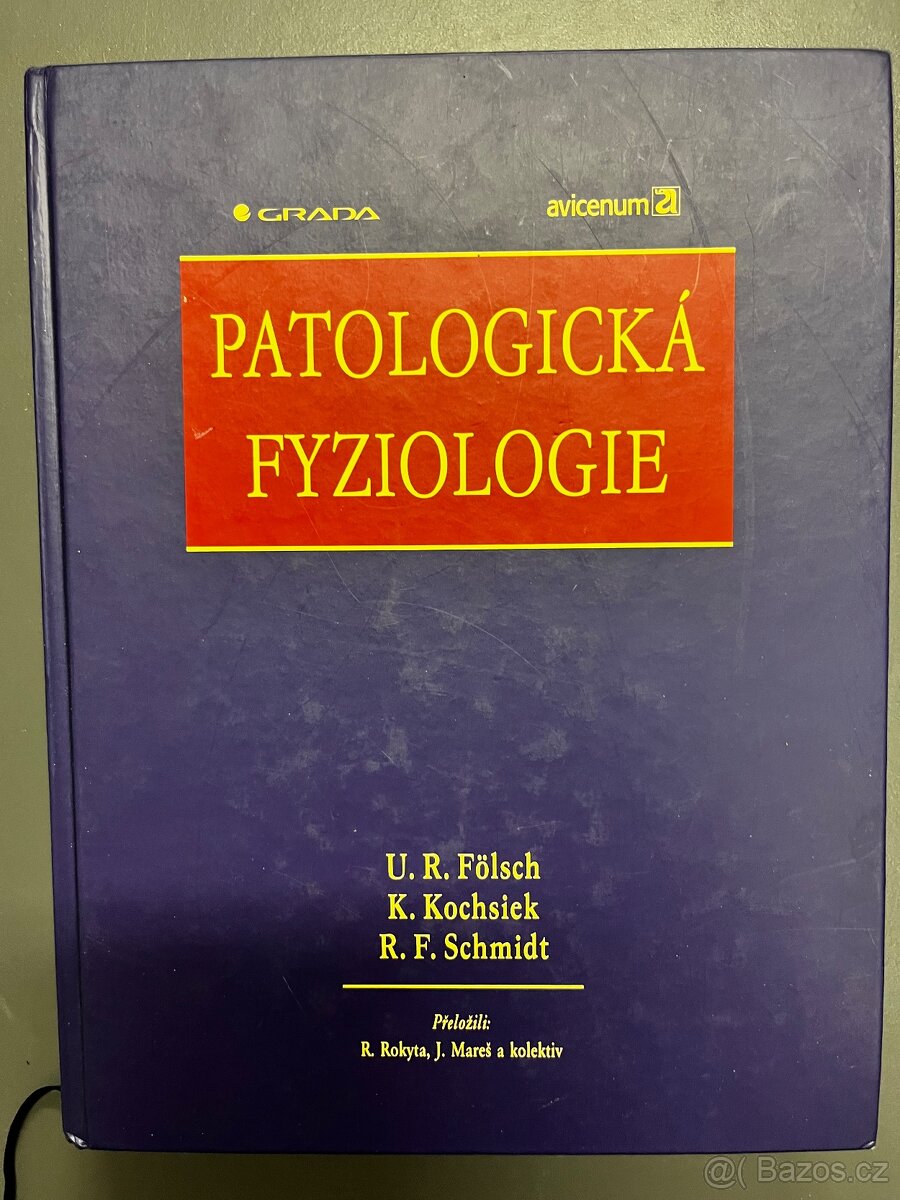 GRADA
avicenum a
PATOLOGICKÁ
FYZIOLOGIE
U. R. Fölsch
K. Kochsiek
R. F. Schmidt
Přeložili:
R. Rokyta, J. Mareš a kolektiv
@( Bazos.cz